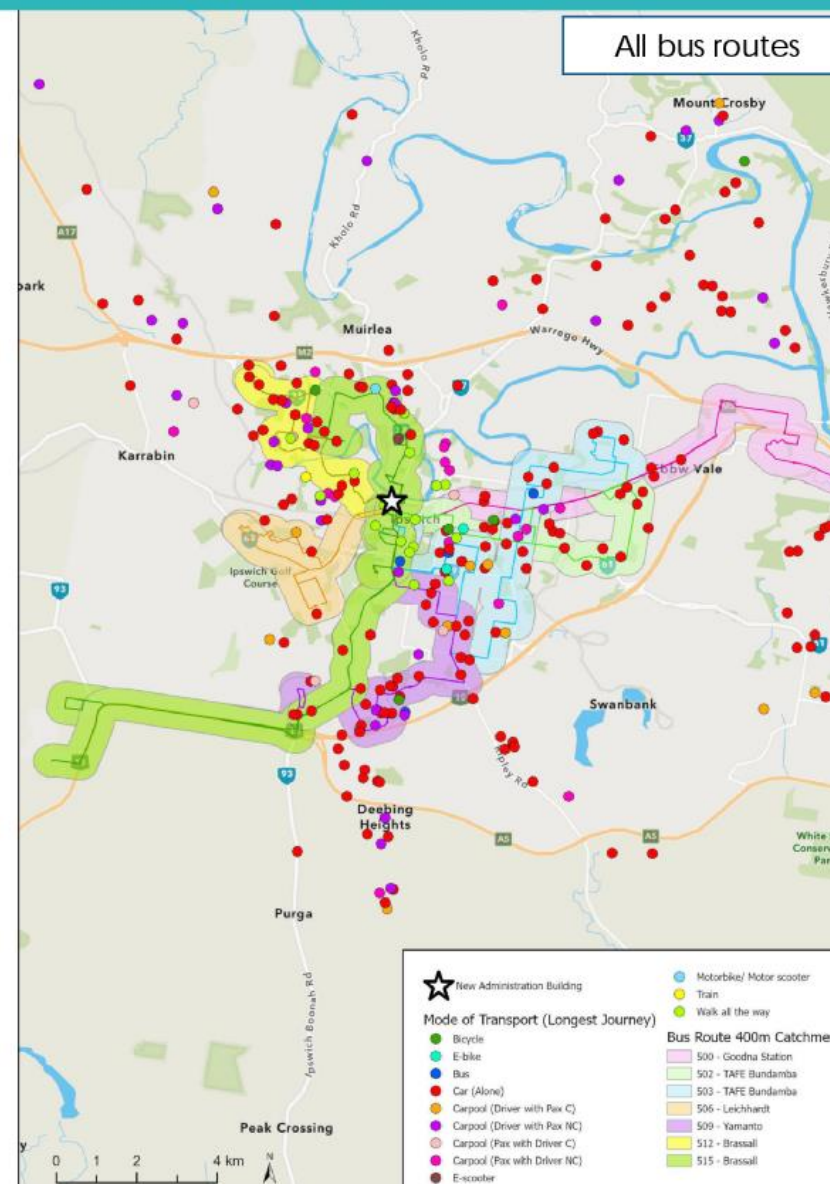 All bus routes
Kholo Rd
Mount Crosby
37
A17
Kholo Rd
park
Muirlea
Warrego Hwy
M2
Karrabin
Ebbw Vale
Ipswich
Ipswich Golf
Course
61
93
Swanbank
93
Ripley Rd
Deebing
Heights
A5
A5
White
Conserv
Par
Purga
Ipswich Boonah Rd
Peak Crossing
y
0 1 2 4 km
N
New Administration Building
Mode of Transport (Longest Journey)
Bicycle
E-bike
Bus
Car (Alone)
Carpool (Driver with Pax C)
Carpool (Driver with Pax NC)
Carpool (Pax with Driver C)
Carpool (Pax with Driver NC)
E-scooter
Motorbike/ Motor scooter
Train
Walk all the way
Bus Route 400m Catchme
500 - Goodna Station
502 - TAFE Bundamba
503 - TAFE Bundamba
506 - Leichhardt
509 - Yamanto
512 - Brassall
515 - Brassall